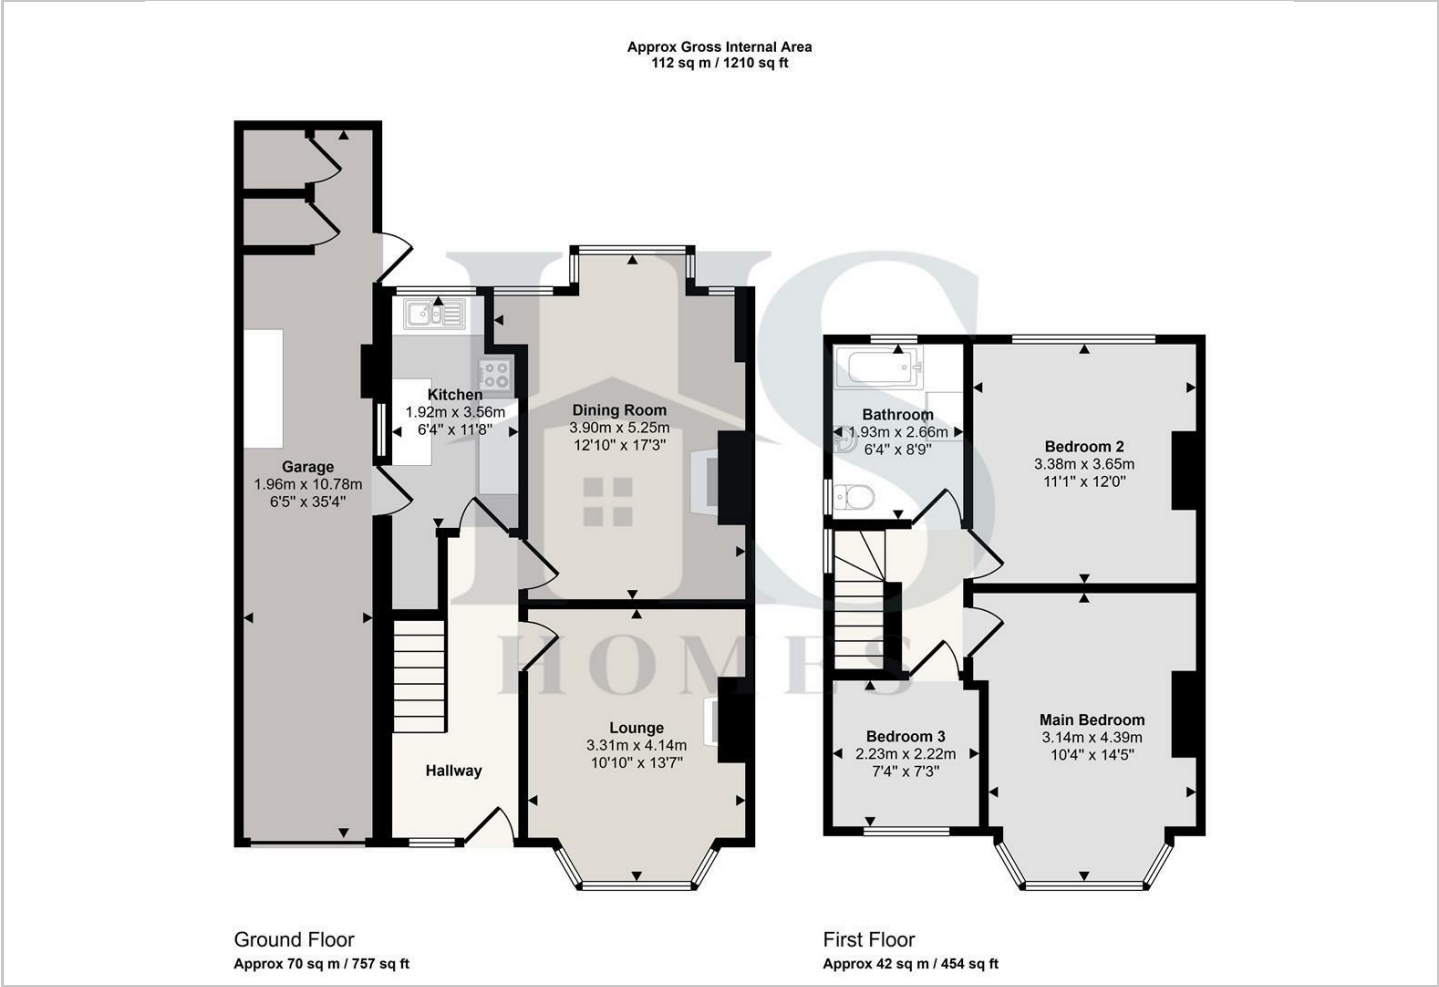 Approx Gross Internal Area
112 sq m / 1210 sq ft
Kitchen
1.92m x 3.56m
6'4" x 11'8"
Dining Room
3.90m x 5.25m
12'10" x 17'3"
Garage
1.96m x 10.78m
6'5" x 35'4"
Lounge
3.31m x 4.14m
10'10" x 13'7"
Hallway
Bathroom
1.93m x 2.66m
6'4" x 8'9"
Bedroom 2
3.38m x 3.65m
11'1" x 12'0"
Main Bedroom
3.14m x 4.39m
10'4" x 14'5"
Bedroom 3
2.23m x 2.22m
7'4" x 7'3"
HS
HOMES
Ground Floor
Approx 70 sq m / 757 sq ft
First Floor
Approx 42 sq m / 454 sq ft